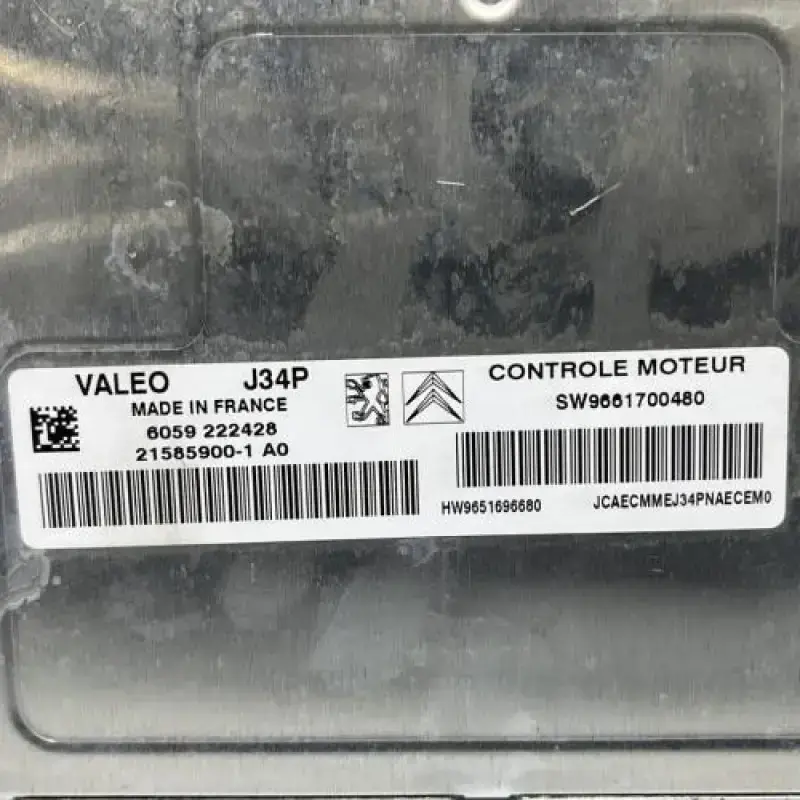 VALEO J34P
MADE IN FRANCE
6059 222428
21585900-1 A0
CONTROLE MOTEUR
SW9661700480
HW9651696680
JCAECMMEJ34PNAECEM0